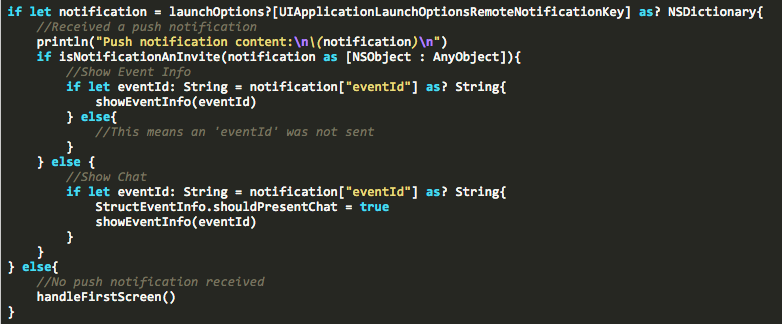 if let notification = launchOptions?[UIApplicationLaunchOptionsRemoteNotificationKey] as? NSDictionary{
    //Received a push notification
    println("Push notification content:\n\(notification)\n")
    if isNotificationAnInvite(notification as [NSObject : AnyObject]){
        //Show Event Info
        if let eventId: String = notification["eventId"] as? String{
            showEventInfo(eventId)
        } else{
            //This means an 'eventId' was not sent
        }
    } else {
        //Show Chat
        if let eventId: String = notification["eventId"] as? String{
            StructEventInfo.shouldPresentChat = true
            showEventInfo(eventId)
        }
    }
} else{
    //No push notification received
    handleFirstScreen()
}